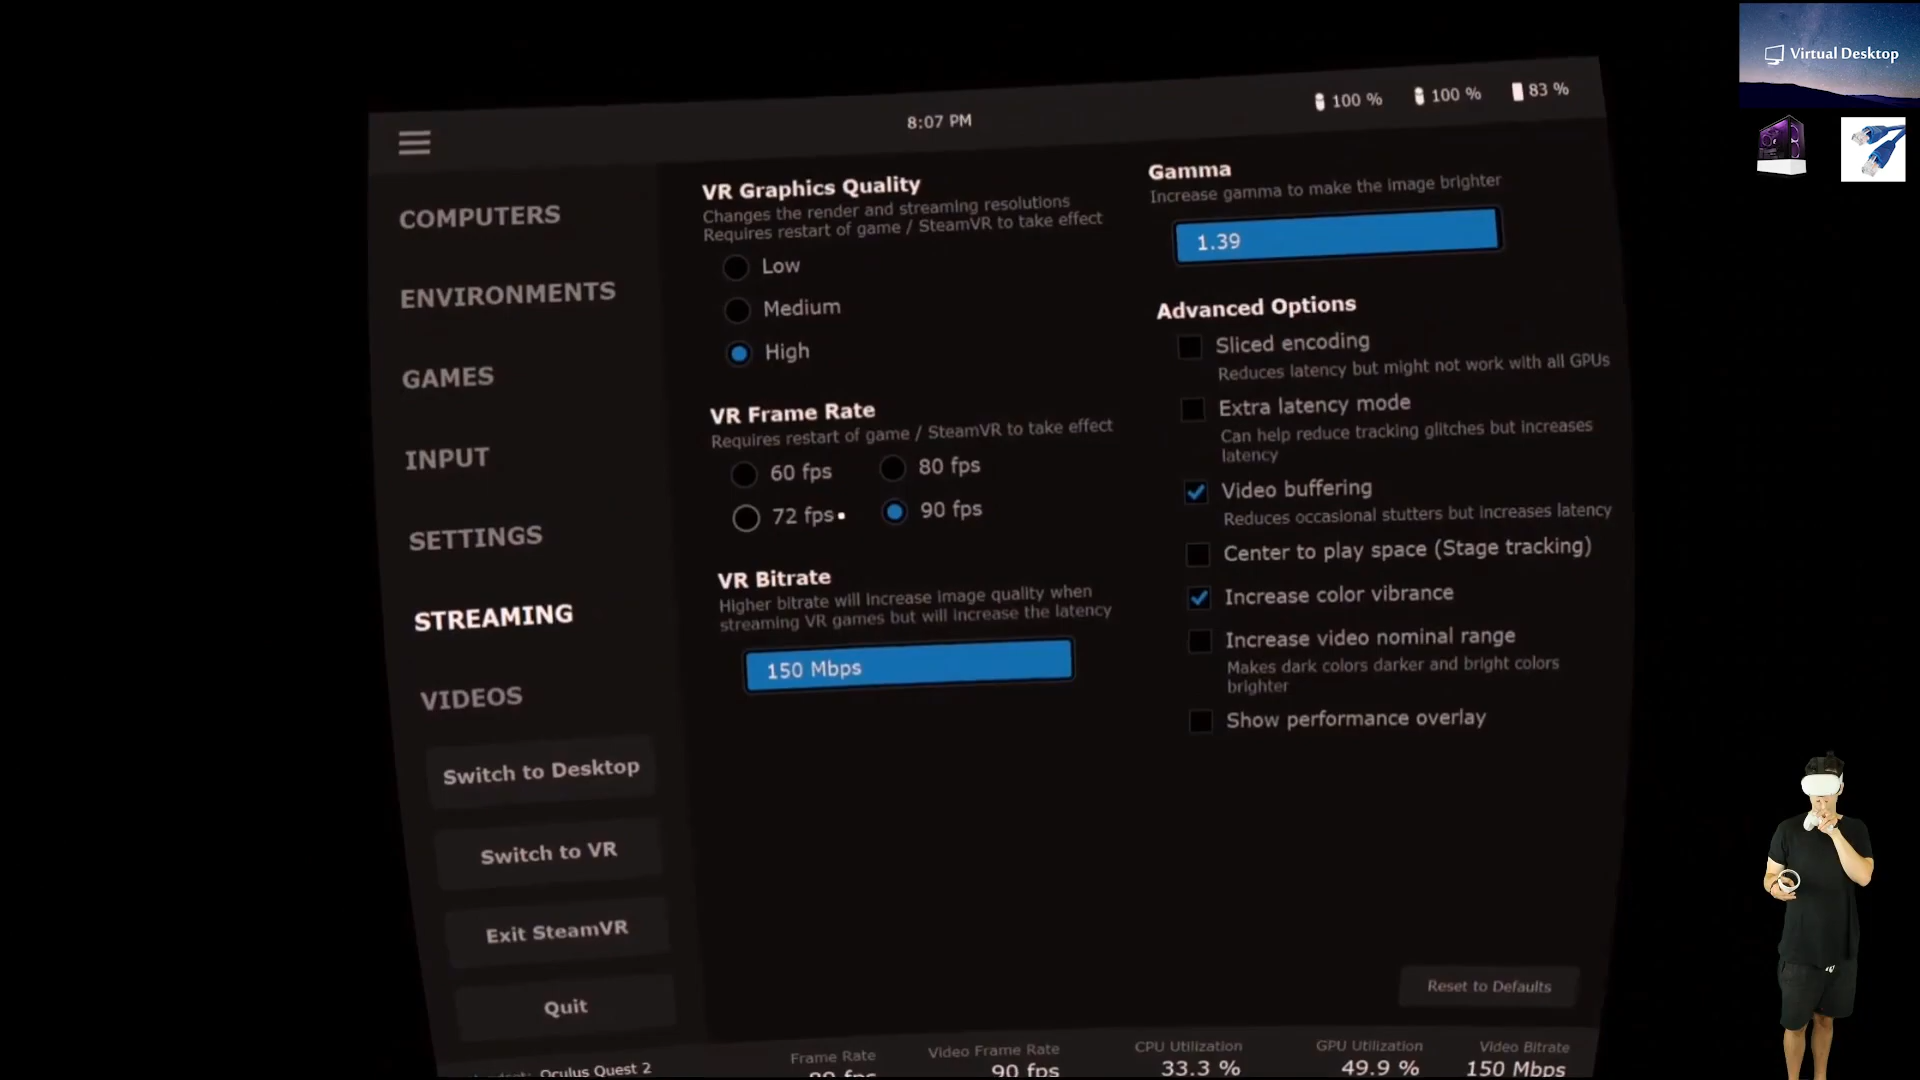 Virtual Desktop
8:07 PM
100 %
100 %
83 %
COMPUTERS
ENVIRONMENTS
GAMES
INPUT
SETTINGS
STREAMING
VIDEOS
Switch to Desktop
Switch to VR
Exit SteamVR
Quit
VR Graphics Quality
Changes the render and streaming resolutions
Requires restart of game / SteamVR to take effect
Low
Medium
High
VR Frame Rate
Requires restart of game / SteamVR to take effect
60 fps
80 fps
72 fps
90 fps
VR Bitrate
Higher bitrate will increase image quality when
streaming VR games but will increase the latency
150 Mbps
Gamma
Increase gamma to make the image brighter
1.39
Advanced Options
Sliced encoding
Reduces latency but might not work with all GPUs
Extra latency mode
Can help reduce tracking glitches but increases
latency
Video buffering
Reduces occasional stutters but increases latency
Center to play space (Stage tracking)
Increase color vibrance
Increase video nominal range
Makes dark colors darker and bright colors
brighter
Show performance overlay
Reset to Defaults
Oculus Quest 2
Frame Rate
fps
Video Frame Rate
90 fps
CPU Utilization
33.3 %
GPU Utilization
49.9 %
Video Bitrate
150 Mbps